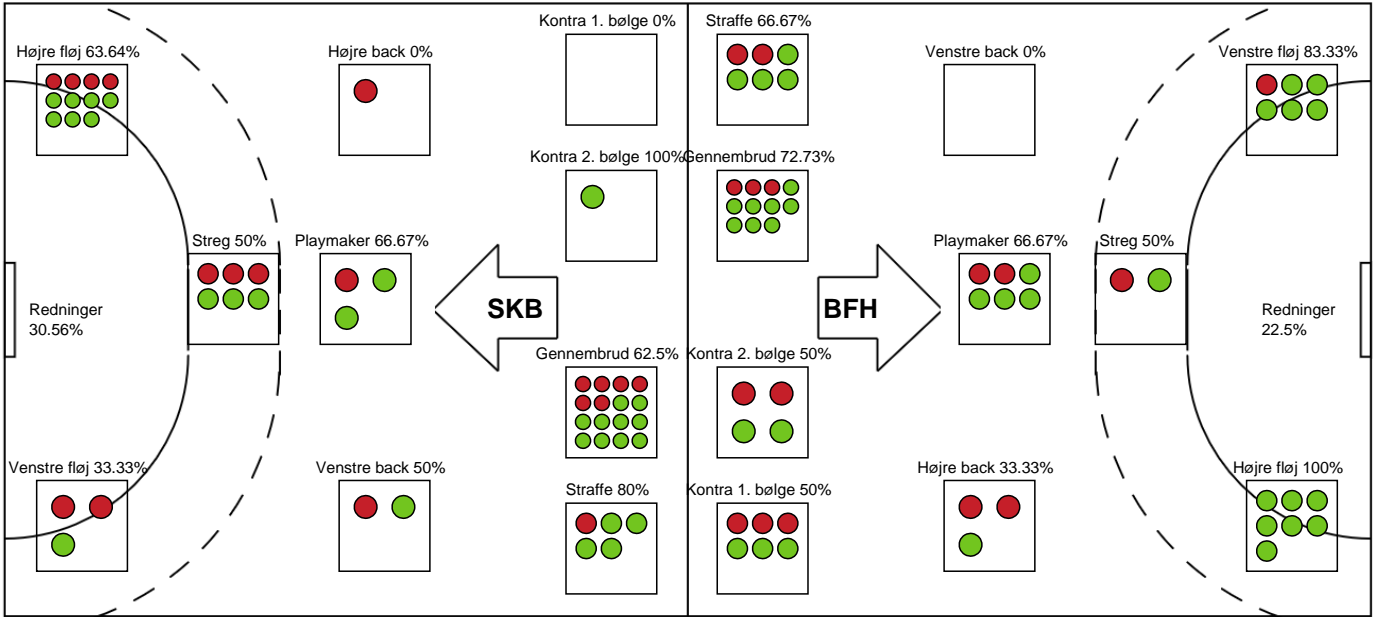 Kontra 1. bølge 0%
Straffe 66.67%
Højre fløj 63.64%
Højre back 0%
Venstre back 0%
Venstre fløj 83.33%
Kontra 2. bølge 100%
Gennembrud 72.73%
Streg 50%
Playmaker 66.67%
Playmaker 66.67%
Streg 50%
Redninger
30.56%
SKB
BFH
Redninger
22.5%
Gennembrud 62.5%
Kontra 2. bølge 50%
Venstre fløj 33.33%
Venstre back 50%
Højre back 33.33%
Højre fløj 100%
Straffe 80%
Kontra 1. bølge 50%